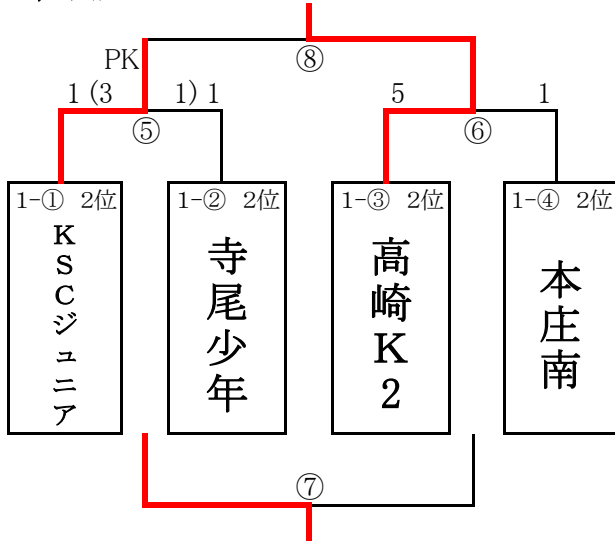 ⑧
PK
1 (3 1) 1
5 1
⑤
⑥
1-① 2位
1-② 2位
1-③ 2位
1-④ 2位
KSCジュニア
寺尾少年
高崎K2
本庄南
⑦